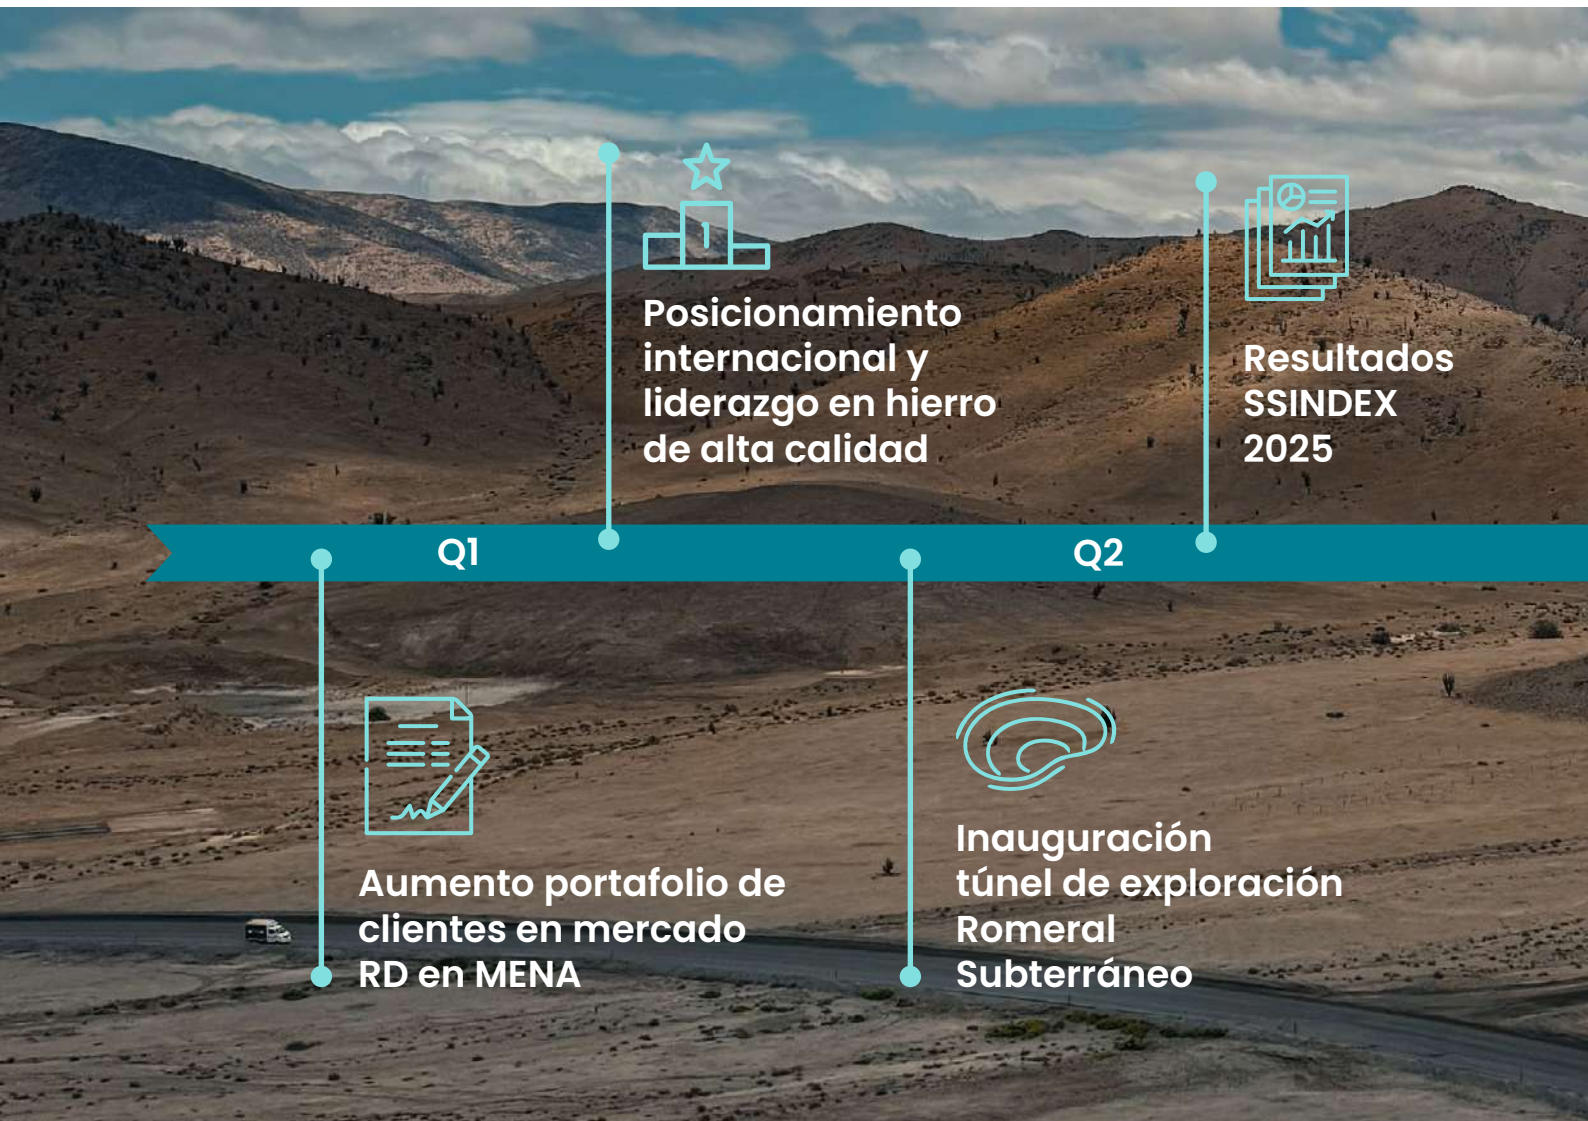 Posicionamiento
internacional y
liderazgo en hierro
de alta calidad
Resultados
SSINDEX
2025
Q1
Q2
Aumento portafolio de
clientes en mercado
RD en MENA
Inauguración
túnel de exploración
Romeral
Subterráneo
1